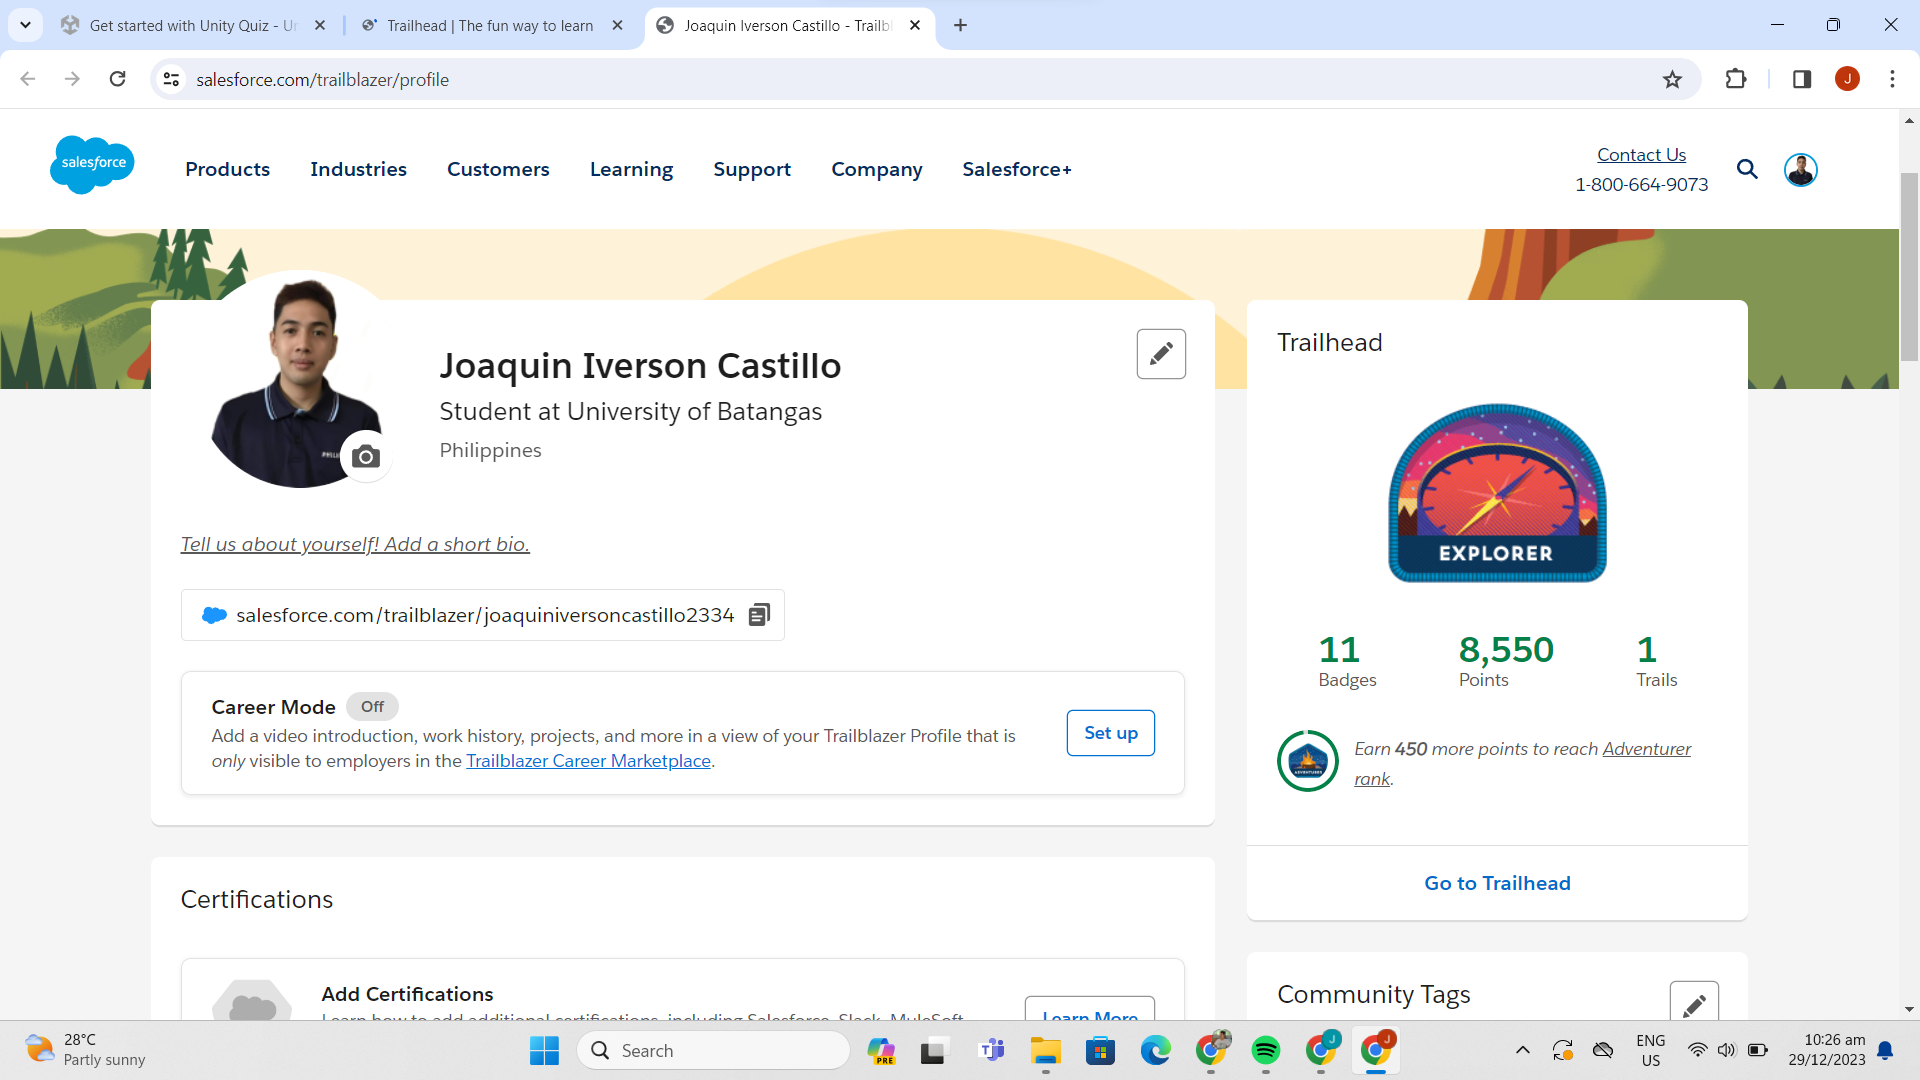 Get started with Unity Quiz - Un
Trailhead | The fun way to learn
Joaquin Iverson Castillo - Trailbl
salesforce.com/trailblazer/profile
J
salesforce
Products
Industries
Customers
Learning
Support
Company
Salesforce+
Contact Us
1-800-664-9073
Joaquin Iverson Castillo
Student at University of Batangas
Philippines
Tell us about yourself! Add a short bio.
salesforce.com/trailblazer/joaquiniversoncastillo2334
Career Mode Off
Add a video introduction, work history, projects, and more in a view of your Trailblazer Profile that is
only visible to employers in the Trailblazer Career Marketplace.
Set up
Certifications
Add Certifications
Learn how to add additional certifications, including Salesforce, Slack, MuleSoft,
Learn More
Trailhead
EXPLORER
11 8,550 1
Badges Points Trails
ADVENTURER
Earn 450 more points to reach Adventurer
rank.
Go to Trailhead
Community Tags
28°C
Partly sunny
Search
PRE
J
J
ENG
US
10:26 am
29/12/2023